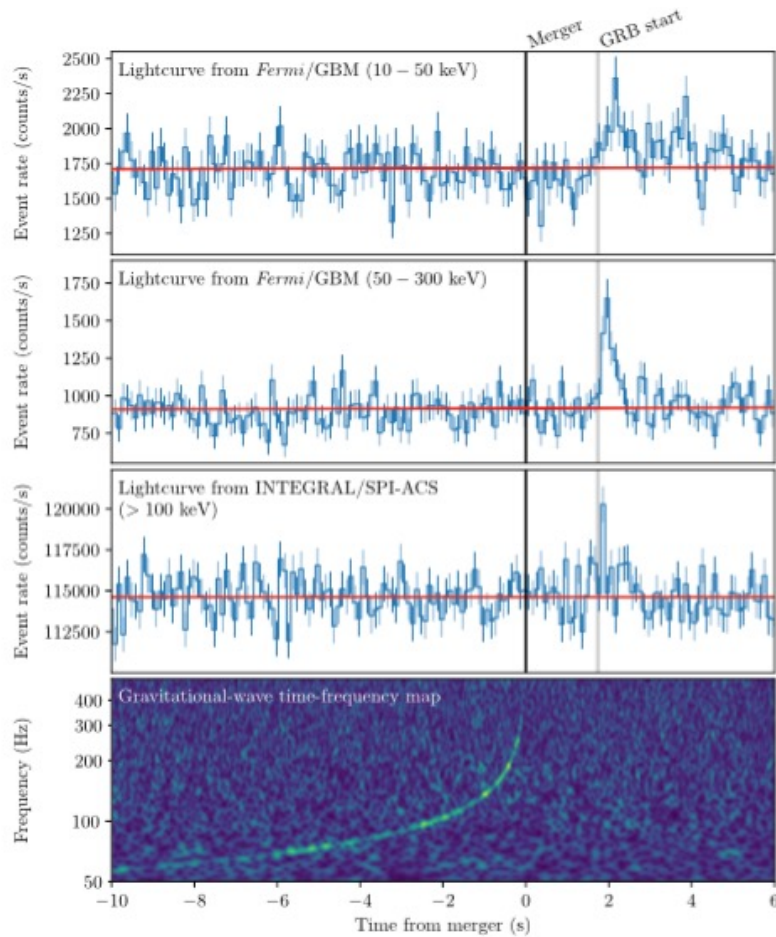 Merger
GRB start
Lightcurve from Fermi/GBM (10 − 50 keV)
Event rate (counts/s)
2500
2250
2000
1750
1500
1250
Lightcurve from Fermi/GBM (50 − 300 keV)
Event rate (counts/s)
1750
1500
1250
1000
750
Lightcurve from INTEGRAL/SPI-ACS
(> 100 keV)
Event rate (counts/s)
120000
117500
115000
112500
Gravitational-wave time-frequency map
Frequency (Hz)
400
300
200
100
50
−10
−8
−6
−4
−2
0
2
4
6
Time from merger (s)